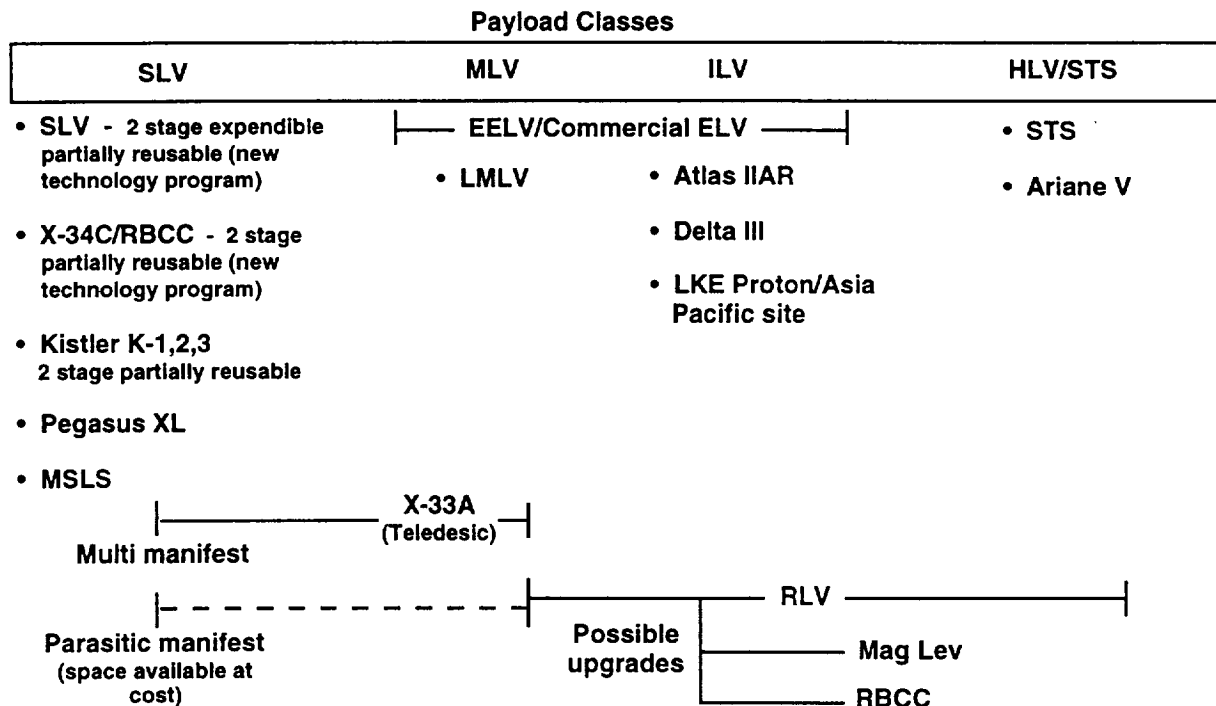 Payload Classes
SLV
MLV
ILV
HLV/STS
• SLV - 2 stage expendible
partially reusable (new
technology program)
• X-34C/RBCC - 2 stage
partially reusable (new
technology program)
• Kistler K-1,2,3
2 stage partially reusable
• Pegasus XL
• MSLS
EELV/Commercial ELV
• LMLV
• Atlas IIAR
• Delta III
• LKE Proton/Asia
Pacific site
• STS
• Ariane V
X-33A
(Teledesic)
Multi manifest
RLV
Parasitic manifest
(space available at
cost)
Possible
upgrades
Mag Lev
RBCC